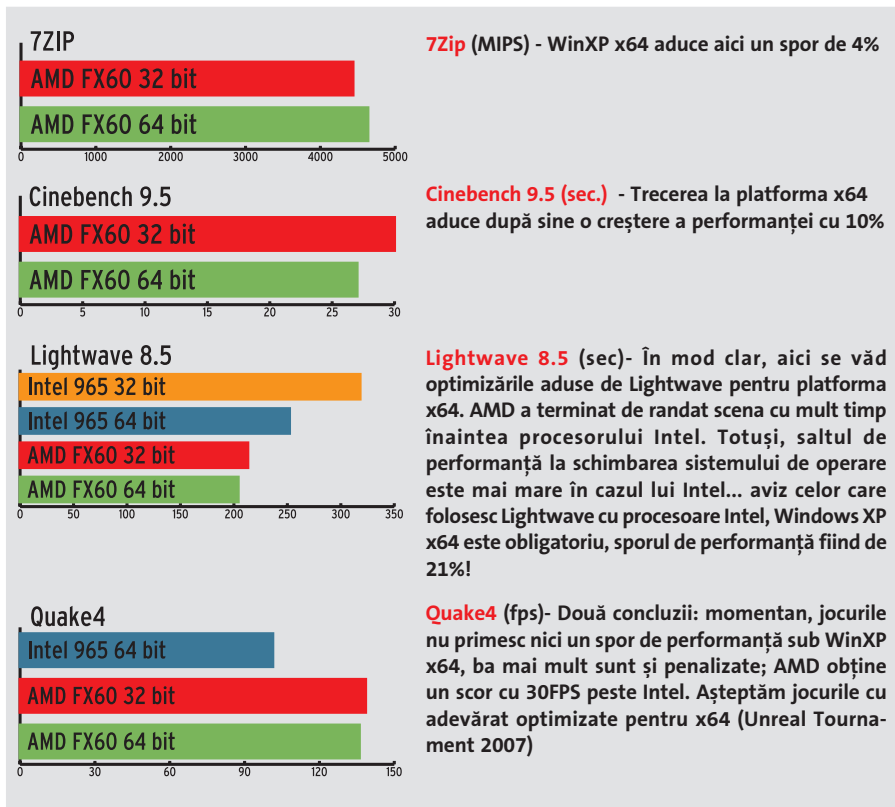 7ZIP
AMD FX60 32 bit
AMD FX60 64 bit
0 1000 2000 3000 4000 5000
7Zip (MIPS) - WinXP x64 aduce aici un spor de 4%
Cinebench 9.5
AMD FX60 32 bit
AMD FX60 64 bit
0 5 10 15 20 25 30
Cinebench 9.5 (sec.) - Trecerea la platforma x64
aduce după sine o creștere a performanței cu 10%
Lightwave 8.5
Intel 965 32 bit
Intel 965 64 bit
AMD FX60 32 bit
AMD FX60 64 bit
0 50 100 150 200 250 300 350
Lightwave 8.5 (sec)- În mod clar, aici se văd
optimizările aduse de Lightwave pentru platforma
x64. AMD a terminat de randat scena cu mult timp
înaintea procesorului Intel. Totuși, saltul de
performanță la schimbarea sistemului de operare
este mai mare în cazul lui Intel... aviz celor care
folosesc Lightwave cu procesoare Intel, Windows XP
x64 este obligatoriu, sporul de performanță fiind de
21%!
Quake4
Intel 965 64 bit
AMD FX60 32 bit
AMD FX60 64 bit
0 30 60 90 120 150
Quake4 (fps)- Două concluzii: momentan, jocurile
nu primesc nici un spor de performanță sub WinXP
x64, ba mai mult sunt și penalizate; AMD obține
un scor cu 30FPS peste Intel. Așteptăm jocurile cu
adevărat optimizate pentru x64 (Unreal Tourna-
ment 2007)